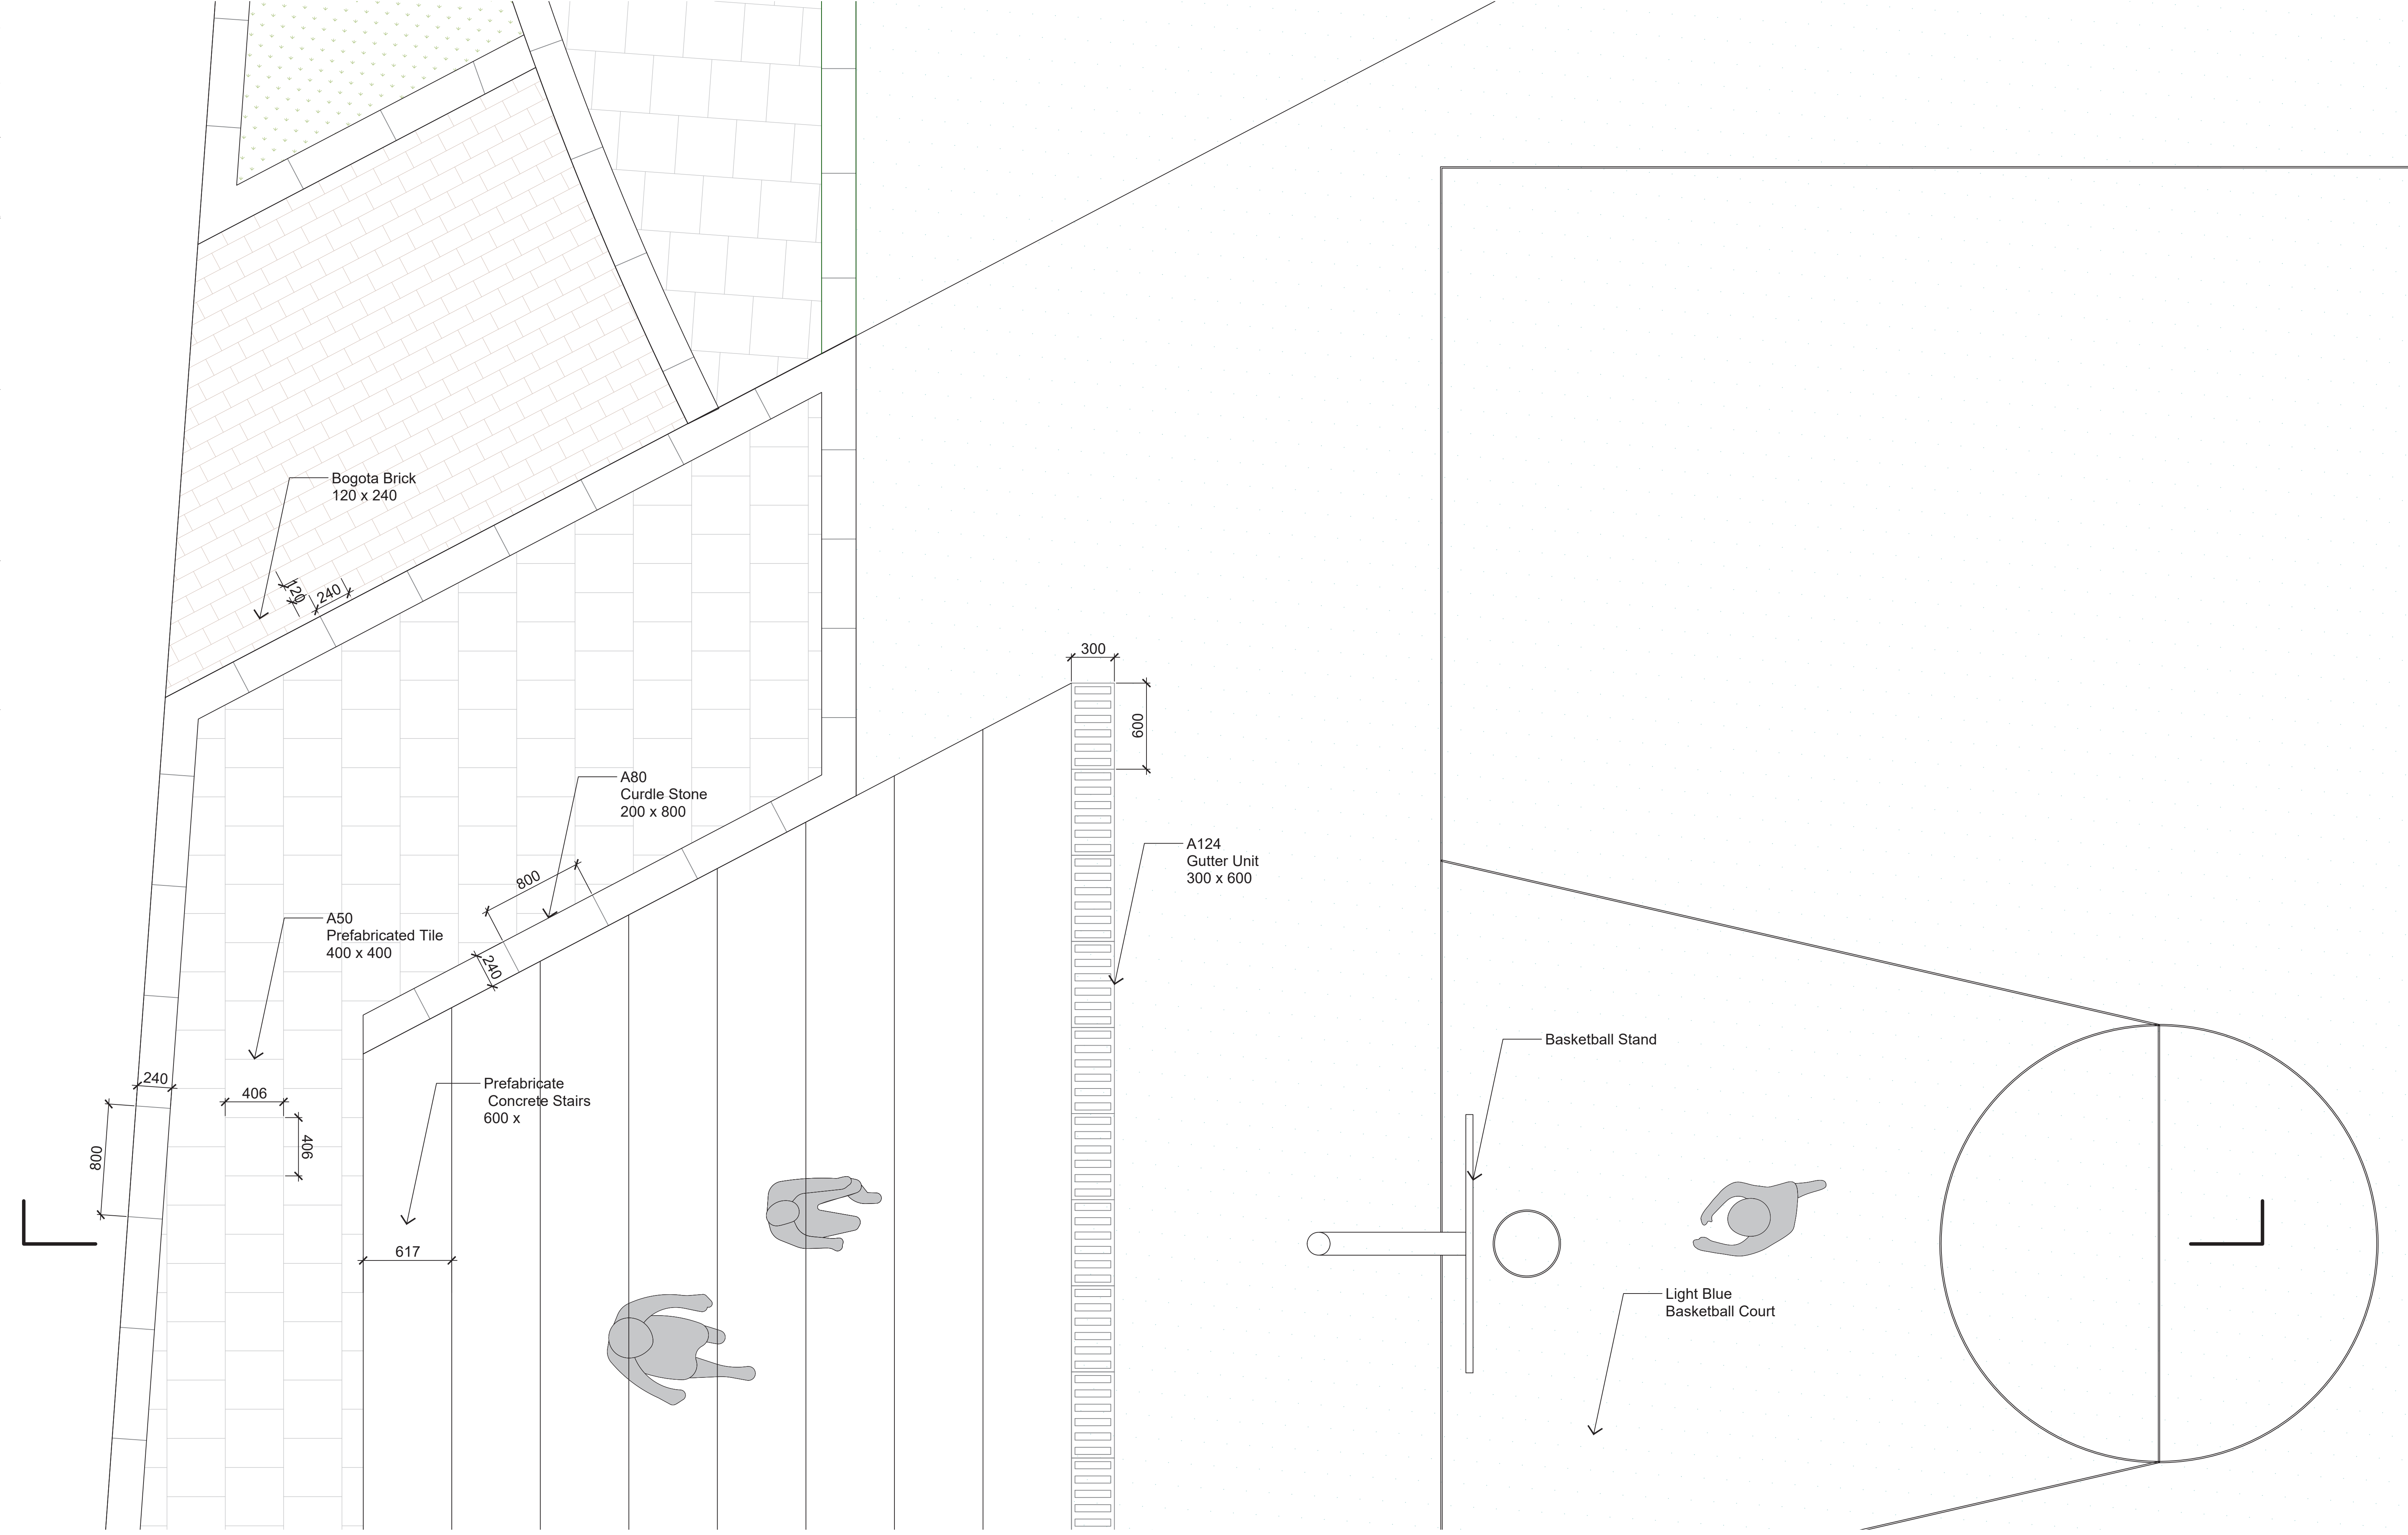 Bogota Brick
120 x 240
120
240
300
600
A80
Curdle Stone
200 x 800
A124
Gutter Unit
300 x 600
800
A50
Prefabricated Tile
400 x 400
240
Basketball Stand
240
406
Prefabricate
Concrete Stairs
600 x
800
406
617
Light Blue
Basketball Court